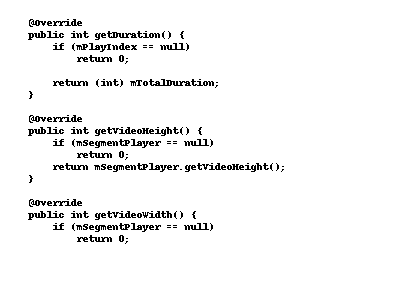 @Override
public int getDuration() {
    if (mPlayIndex == null)
        return 0;

    return (int) mTotalDuration;
}

@Override
public int getVideoHeight() {
    if (mSegmentPlayer == null)
        return 0;
    return mSegmentPlayer.getVideoHeight();
}

@Override
public int getVideoWidth() {
    if (mSegmentPlayer == null)
        return 0;